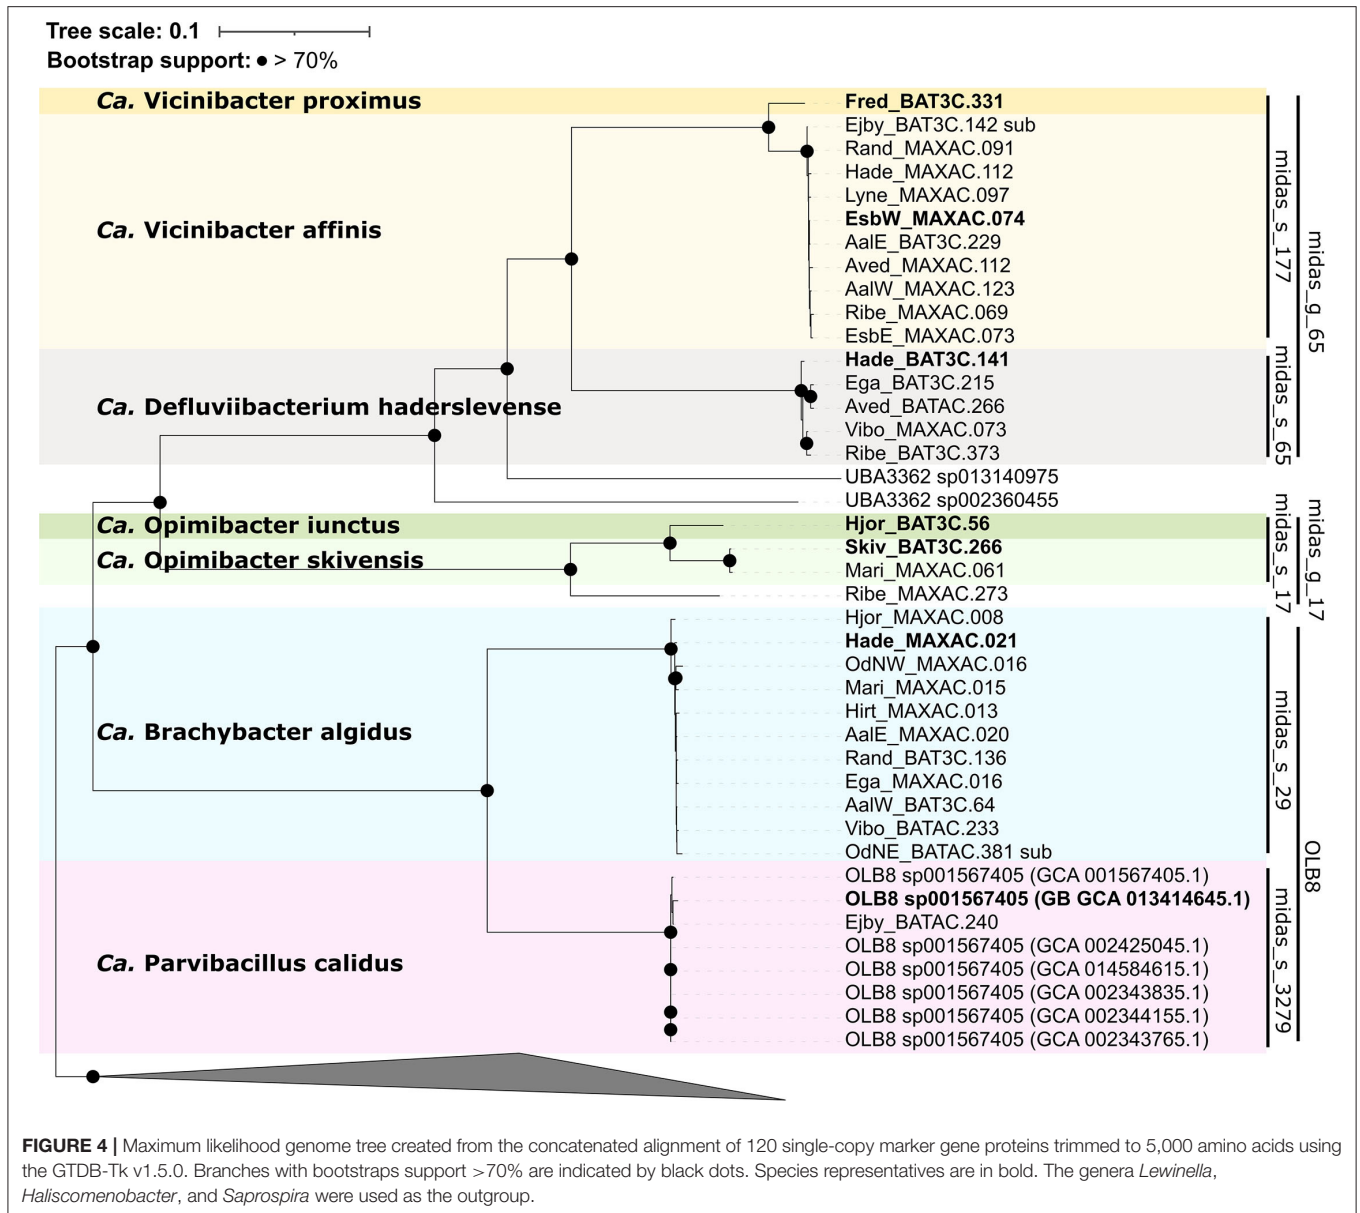 Tree scale: 0.1
Bootstrap support: ● > 70%
Ca. Vicinibacter proximus
Ca. Vicinibacter affinis
Ca. Defluviibacterium haderslevense
Ca. Opimibacter iunctus
Ca. Opimibacter skivensis
Ca. Brachybacter algidus
Ca. Parvibacillus calidus
Fred_BAT3C.331
Ejby_BAT3C.142 sub
Rand_MAXAC.091
Hade_MAXAC.112
Lyne_MAXAC.097
EsbW_MAXAC.074
AalE_BAT3C.229
Aved_MAXAC.112
AalW_MAXAC.123
Ribe_MAXAC.069
EsbE_MAXAC.073
Hade_BAT3C.141
Ega_BAT3C.215
Aved_BATAC.266
Vibo_MAXAC.073
Ribe_BAT3C.373
UBA3362 sp013140975
UBA3362 sp002360455
Hjor_BAT3C.56
Skiv_BAT3C.266
Mari_MAXAC.061
Ribe_MAXAC.273
Hjor_MAXAC.008
Hade_MAXAC.021
OdNW_MAXAC.016
Mari_MAXAC.015
Hirt_MAXAC.013
AalE_MAXAC.020
Rand_BAT3C.136
Ega_MAXAC.016
AalW_BAT3C.64
Vibo_BATAC.233
OdNE_BATAC.381 sub
OLB8 sp001567405 (GCA 001567405.1)
OLB8 sp001567405 (GB GCA 013414645.1)
Ejby_BATAC.240
OLB8 sp001567405 (GCA 002425045.1)
OLB8 sp001567405 (GCA 014584615.1)
OLB8 sp001567405 (GCA 002343835.1)
OLB8 sp001567405 (GCA 002344155.1)
OLB8 sp001567405 (GCA 002343765.1)
midas_s_177
midas_s_65
midas_s_17
midas_s_29
midas_s_3279
midas_g_65
midas_g_17
OLB8
FIGURE 4 | Maximum likelihood genome tree created from the concatenated alignment of 120 single-copy marker gene proteins trimmed to 5,000 amino acids using
the GTDB-Tk v1.5.0. Branches with bootstraps support >70% are indicated by black dots. Species representatives are in bold. The genera Lewinella,
Haliscomenobacter, and Saprospira were used as the outgroup.